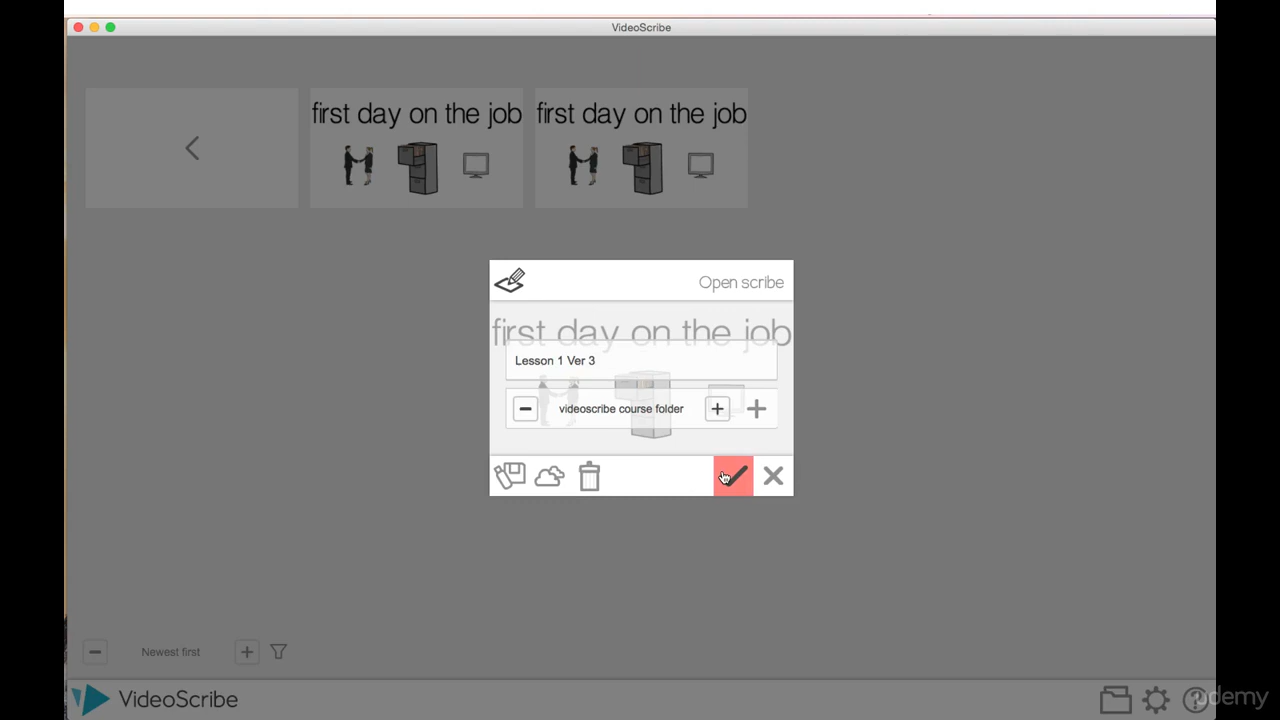 VideoScribe
first day on the job
first day on the job
Open scribe
first day on the job
Lesson 1 Ver 3
videoscribe course folder
Newest first
VideoScribe
udemy